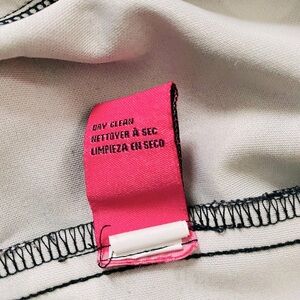 DRY CLEAN
NETTOYER À SEC
LIMPIEZA EN SECO